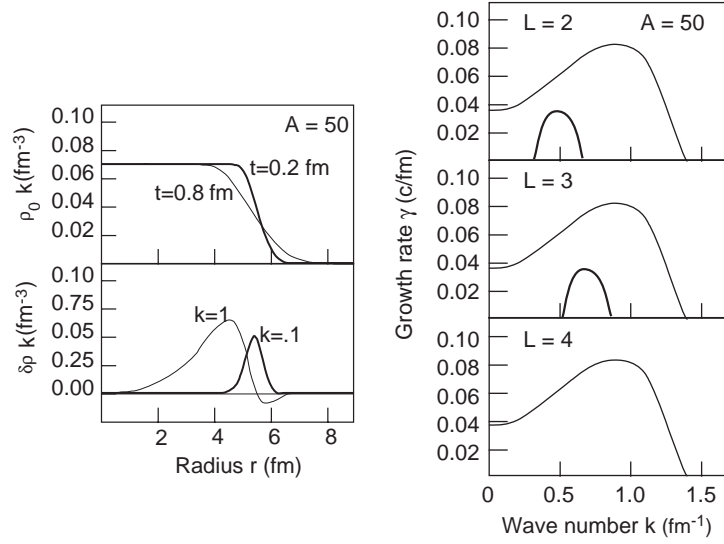 0.10
0.08
0.06
0.04
0.02
ρ0 k(fm-3)
A = 50
t=0.2 fm
t=0.8 fm
0.10
0.75
0.50
0.25
0.00
δρ k(fm-3)
k=1
k=.1
2 4 6 8
Radius r (fm)
0.10
0.08
0.06
0.04
0.02
L = 2
A = 50
0.10
0.08
0.06
0.04
0.02
L = 3
0.10
0.08
0.06
0.04
0.02
L = 4
Growth rate γ (c/fm)
0 0.5 1.0 1.5
Wave number k (fm-1)